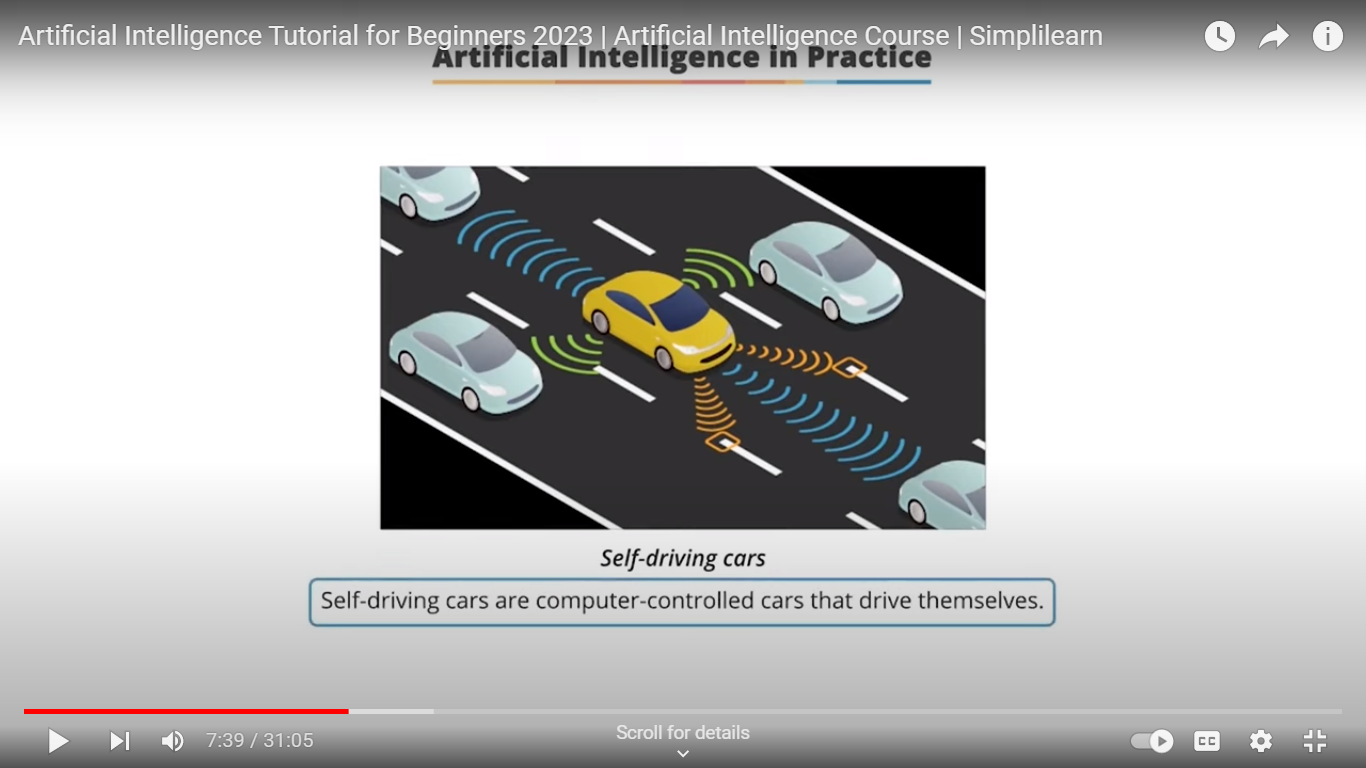 Artificial Intelligence Tutorial for Beginners 2023 | Artificial Intelligence Course | Simplilearn
Artificial Intelligence in Practice
Self-driving cars
Self-driving cars are computer-controlled cars that drive themselves.
7:39 / 31:05
Scroll for details
CC